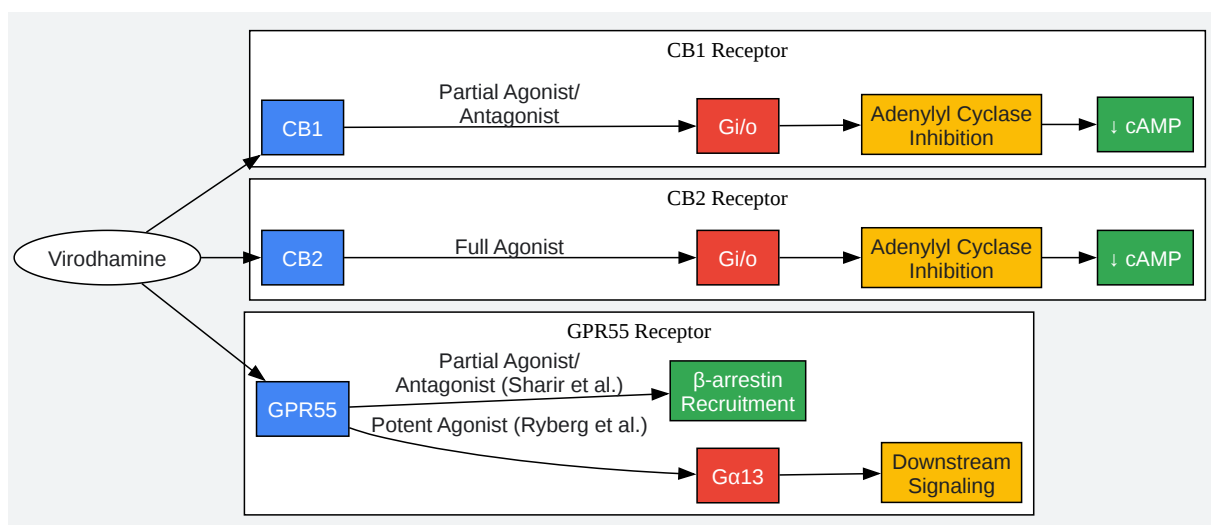 CB1 Receptor
Partial Agonist/
Antagonist
CB1
Gi/o
Adenylyl Cyclase
Inhibition
↓ cAMP
CB2 Receptor
Virodhamine
CB2
Full Agonist
Gi/o
Adenylyl Cyclase
Inhibition
↓ cAMP
GPR55 Receptor
Partial Agonist/
Antagonist (Sharir et al.)
β-arrestin
Recruitment
GPR55
Potent Agonist (Ryberg et al.)
Gα13
Downstream
Signaling